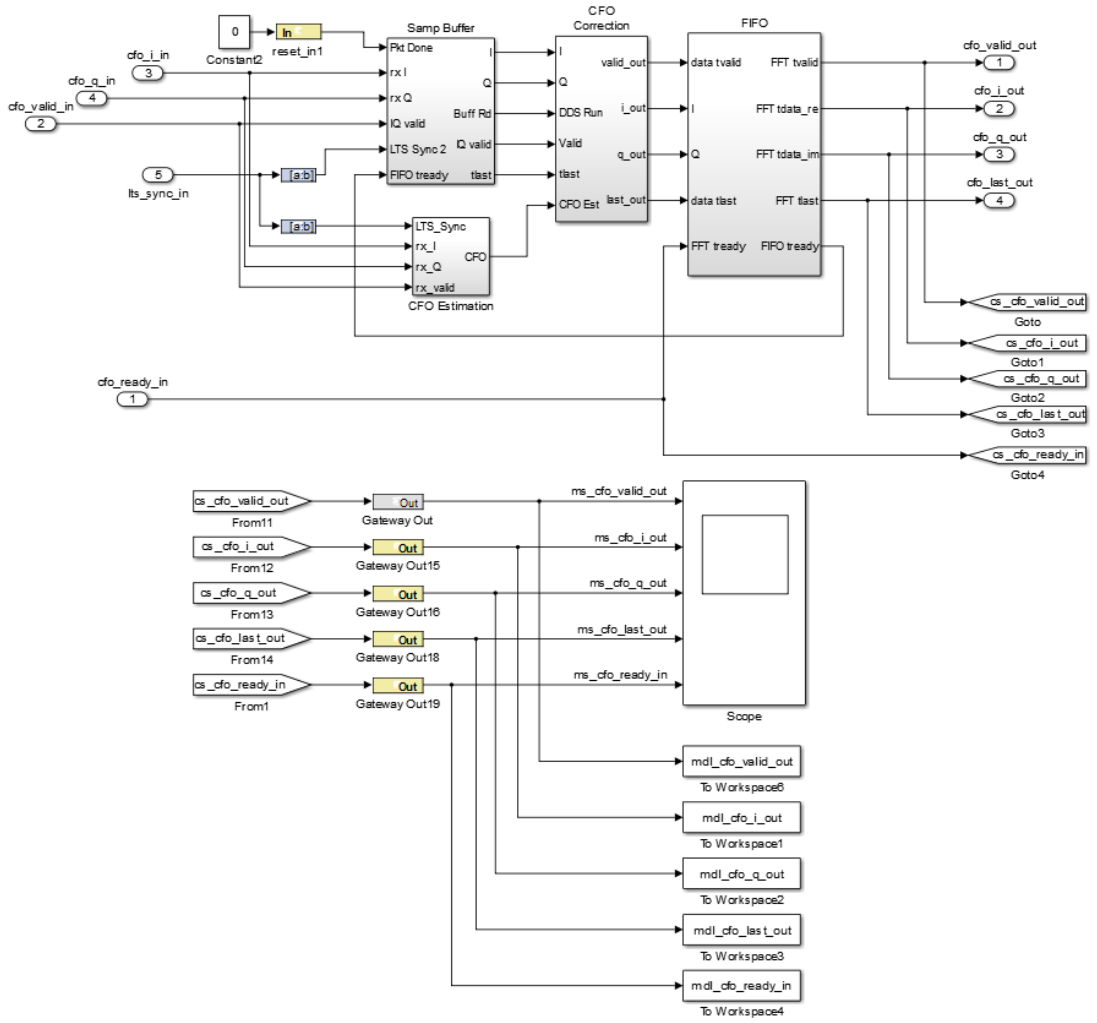 CFO
Correction
Samp Buffer
FIFO
0
In
Constant2
reset_in1
cfo_i_in
3
cfo_q_in
4
cfo_valid_in
2
5
lts_sync_in
[a:b]
[a:b]
Pkt Done
rx I
rx Q
IQ valid
LTS Sync 2
FIFO tready
I
Q
Buff Rd
IQ valid
tlast
LTS_Sync
rx_I
rx_Q
rx_valid
CFO
CFO Estimation
I
Q
DDS Run
Valid
tlast
CFO Est
valid_out
i_out
q_out
last_out
data tvalid
I
Q
data tlast
FFT tready
FFT tvalid
FFT tdata_re
FFT tdata_im
FFT tlast
FIFO tready
cfo_valid_out
1
cfo_i_out
2
cfo_q_out
3
cfo_last_out
4
cs_cfo_valid_out
Goto
cs_cfo_i_out
Goto1
cs_cfo_q_out
Goto2
cs_cfo_last_out
Goto3
cs_cfo_ready_in
Goto4
cfo_ready_in
1
cs_cfo_valid_out
From11
Out
Gateway Out
ms_cfo_valid_out
cs_cfo_i_out
From12
Out
Gateway Out15
ms_cfo_i_out
cs_cfo_q_out
From13
Out
Gateway Out16
ms_cfo_q_out
cs_cfo_last_out
From14
Out
Gateway Out18
ms_cfo_last_out
cs_cfo_ready_in
From1
Out
Gateway Out19
ms_cfo_ready_in
Scope
mdl_cfo_valid_out
To Workspace6
mdl_cfo_i_out
To Workspace1
mdl_cfo_q_out
To Workspace2
mdl_cfo_last_out
To Workspace3
mdl_cfo_ready_in
To Workspace4